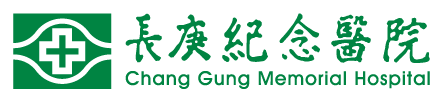 長庚紀念醫院
Chang Gung Memorial Hospital